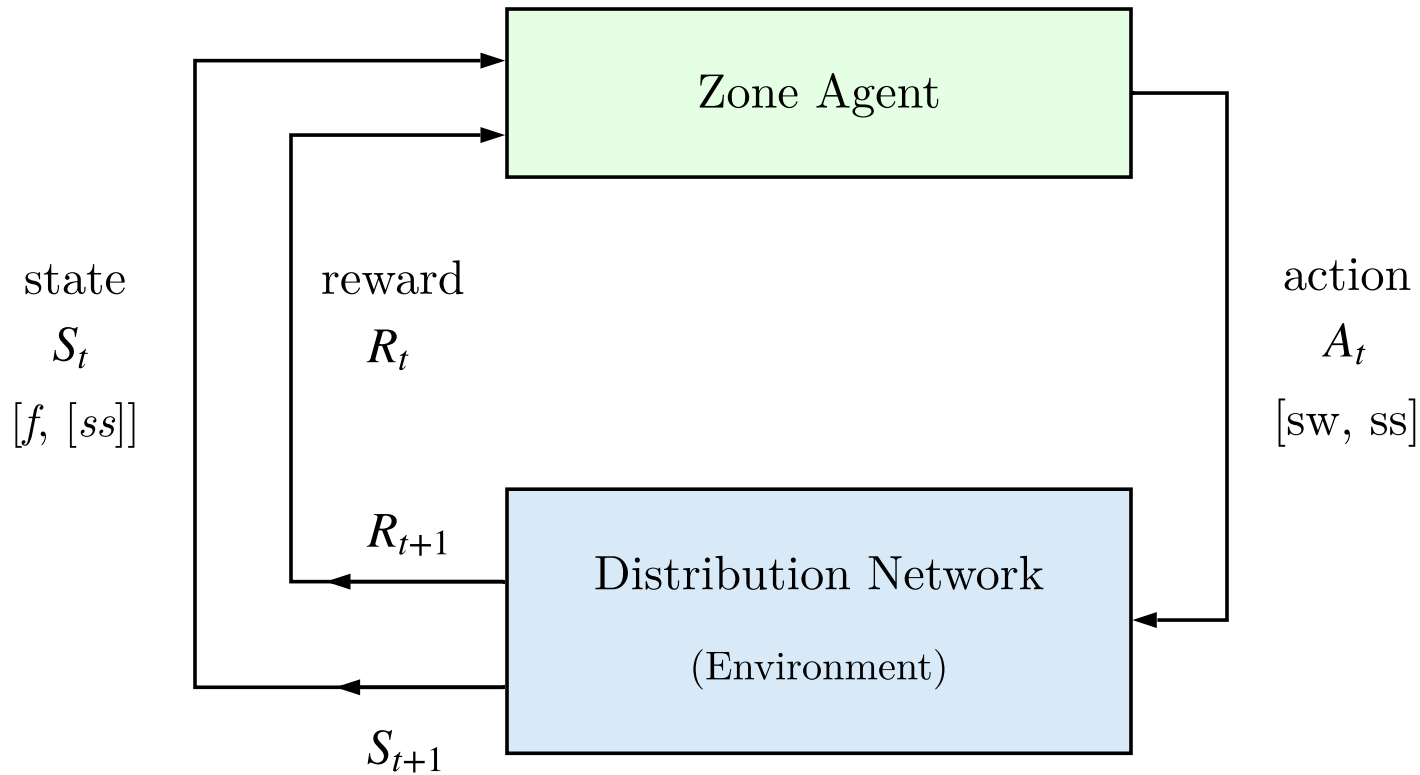 Zone Agent
state
S_t
[f, [ss]]
reward
R_t
action
A_t
[sw, ss]
R_{t+1}
Distribution Network
(Environment)
S_{t+1}